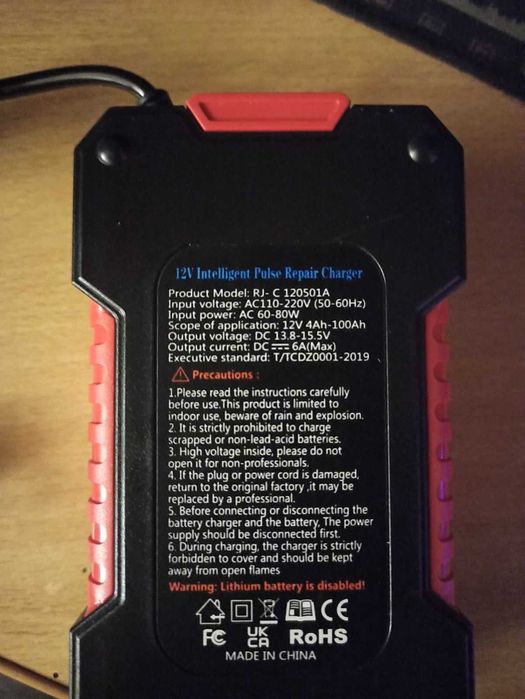 12V Intelligent Pulse Repair Charger
Product Model: RJ- C 120501A
Input voltage: AC110-220V (50-60Hz)
Input power: AC 60-80W
Scope of application: 12V 4Ah-100Ah
Output voltage: DC 13.8-15.5V
Output current: DC⎓6A(Max)
Executive standard: T/TCDZ0001-2019
Precautions :
1.Please read the instructions carefully
before use.This product is limited to
indoor use, beware of rain and explosion.
2. It is strictly prohibited to charge
scrapped or non-lead-acid batteries.
3. High voltage inside, please do not
open it for non-professionals.
4. If the plug or power cord is damaged,
return to the original factory ,it may be
replaced by a professional.
5. Before connecting or disconnecting the
battery charger and the battery, The power
supply should be disconnected first.
6. During charging, the charger is strictly
forbidden to cover and should be kept
away from open flames
Warning: Lithium battery is disabled!
CE
FC UK CA RoHS
MADE IN CHINA